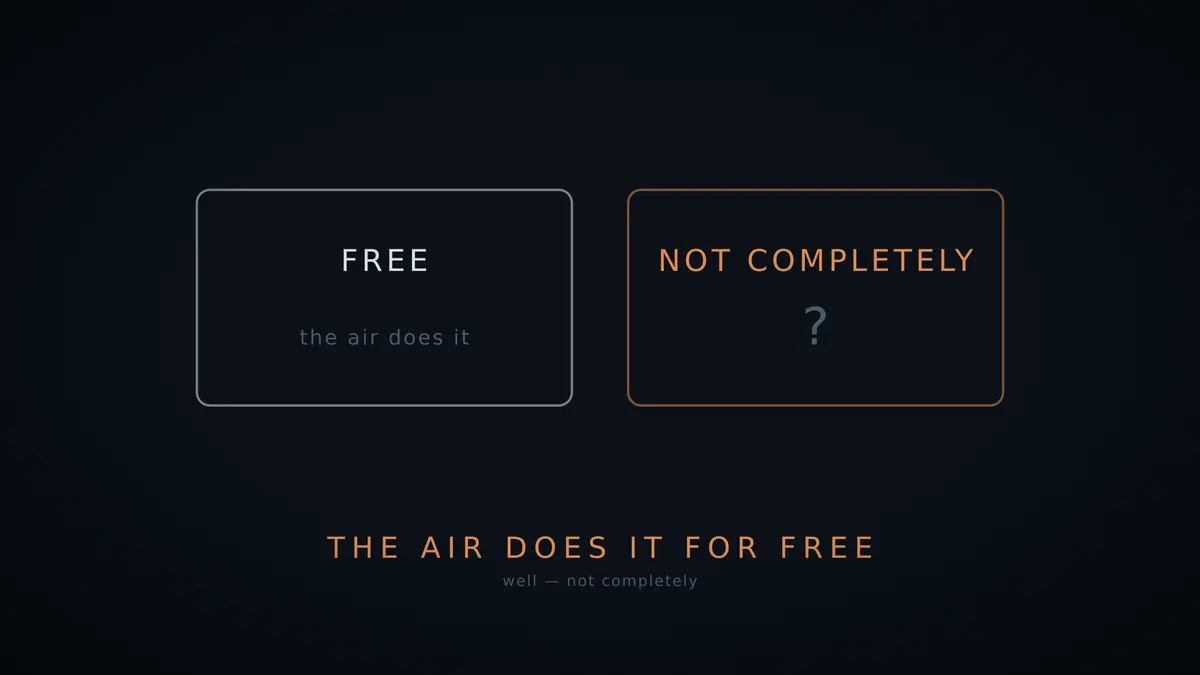 FREE
the air does it
NOT COMPLETELY
?
THE AIR DOES IT FOR FREE
well — not completely